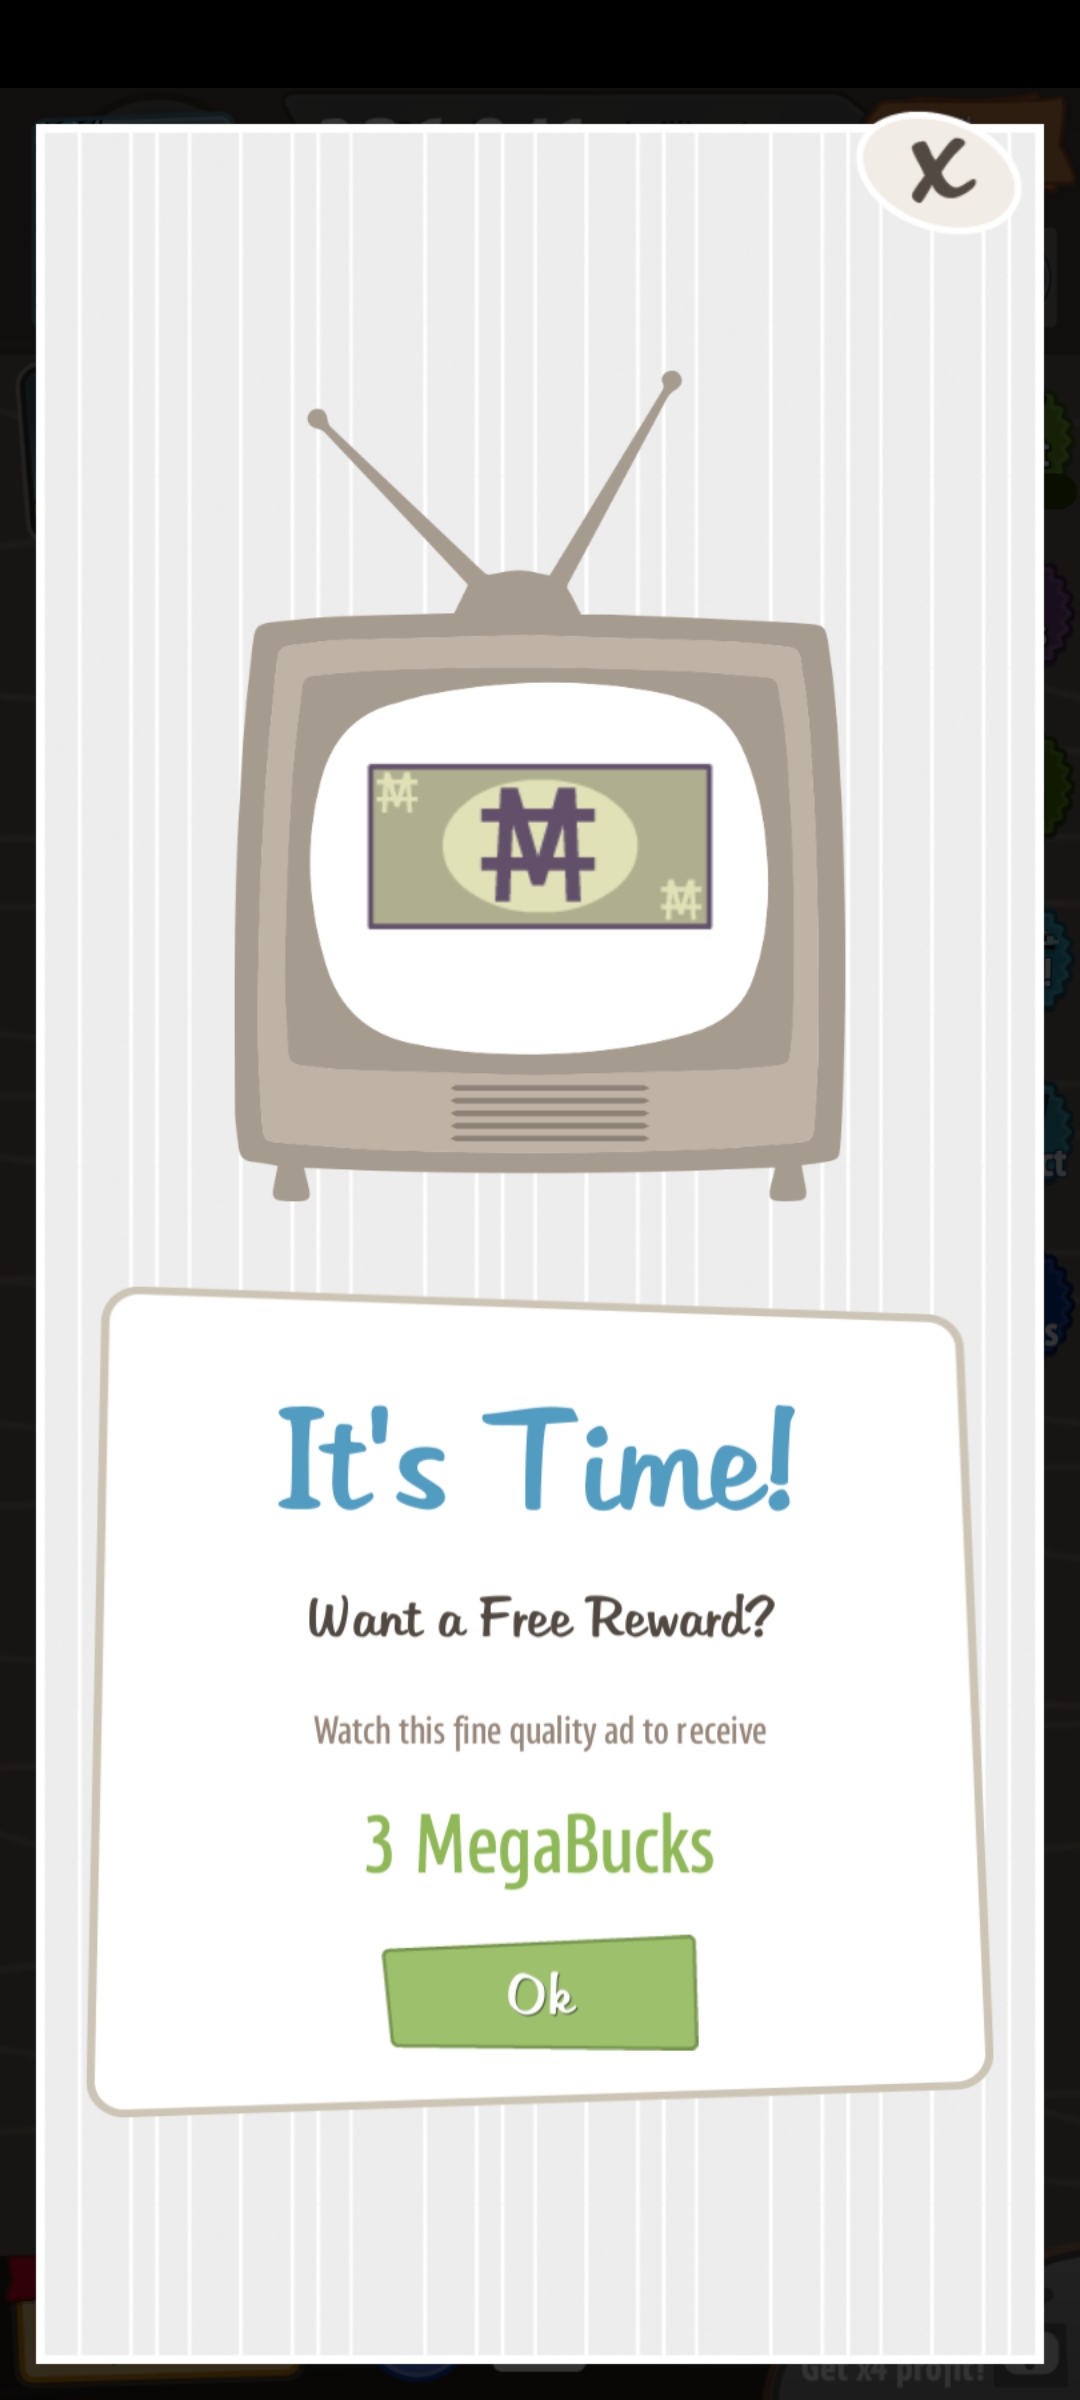 X
It's Time!
Want a Free Reward?
Watch this fine quality ad to receive
3 MegaBucks
Ok
Get x4 profit!